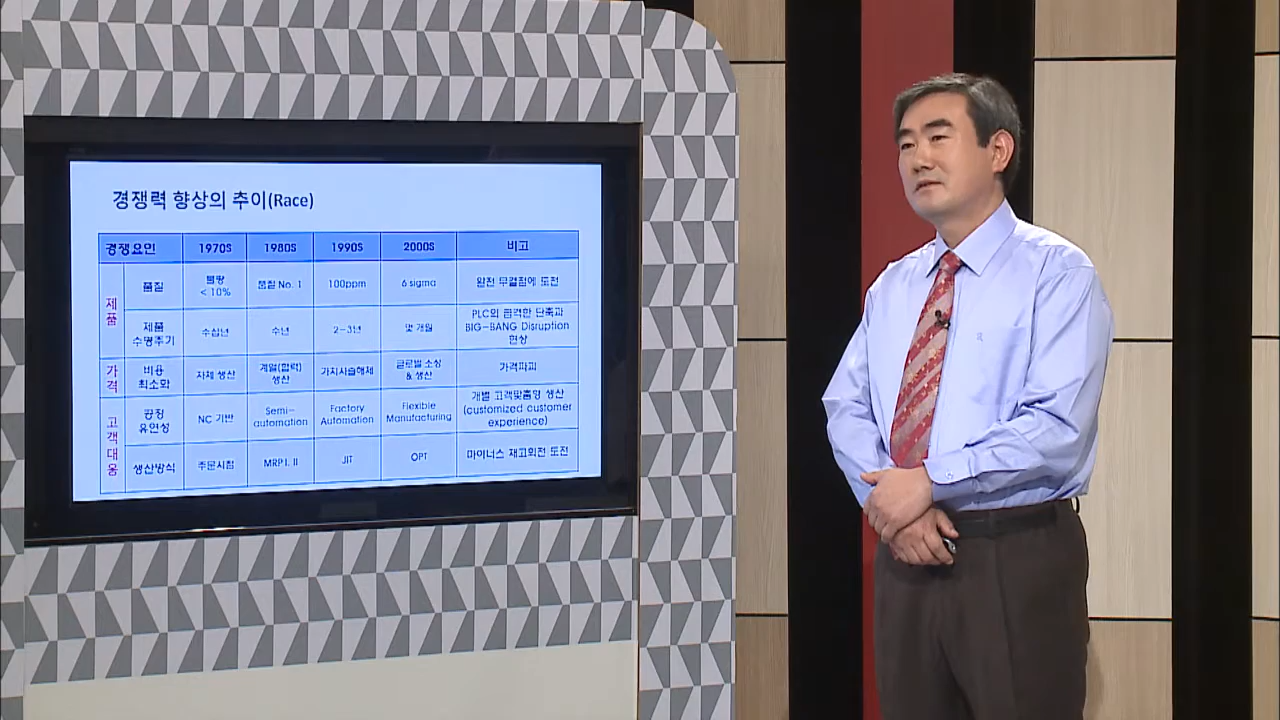 경쟁력 향상의 추이(Race)
경쟁요인 1970S 1980S 1990S 2000S 비고
제품
품질 불량 < 10% 품질 No. 1 100ppm 6 sigma 완전 무결점에 도전
제품 수명주기 수십년 수년 2-3년 몇 개월 PLC의 급격한 단축과 BIG-BANG Disruption 현상
가격
비용 최소화 자체 생산 계열(협력) 생산 가치사슬해체 글로벌 소싱 & 생산 가격파괴
고객대응
공정 유연성 NC 기반 Semi-automation Factory Automation Flexible Manufacturing 개별 고객맞춤형 생산 (customized customer experience)
생산방식 주문시점 MRP I. II JIT OPT 마이너스 재고회전 도전